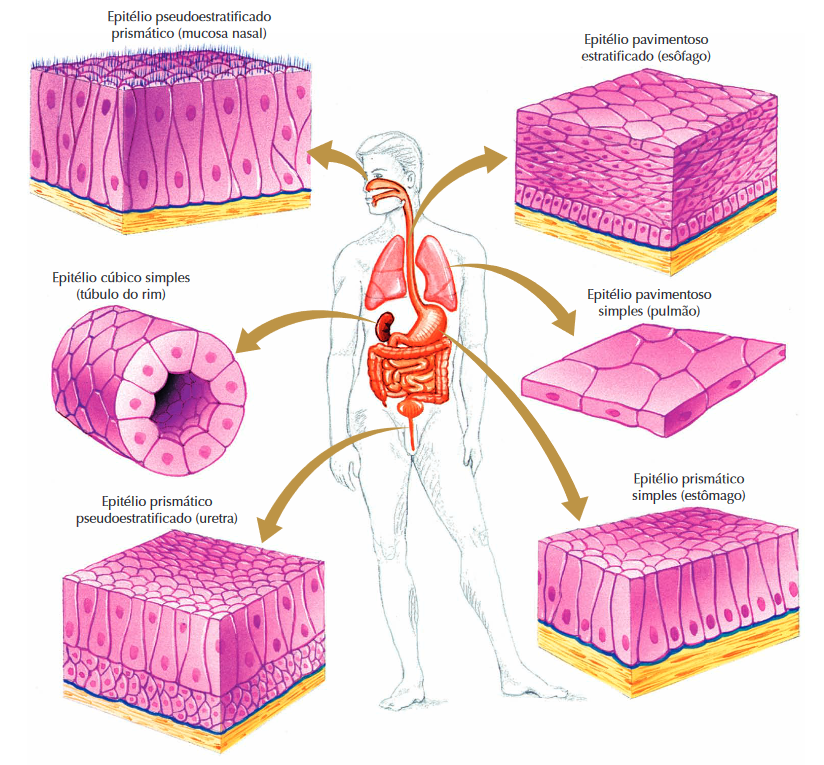 Epitélio pseudoestratificado
prismático (mucosa nasal)
Epitélio pavimentoso
estratificado (esôfago)
Epitélio cúbico simples
(túbulo do rim)
Epitélio pavimentoso
simples (pulmão)
Epitélio prismático
pseudoestratificado (uretra)
Epitélio prismático
simples (estômago)